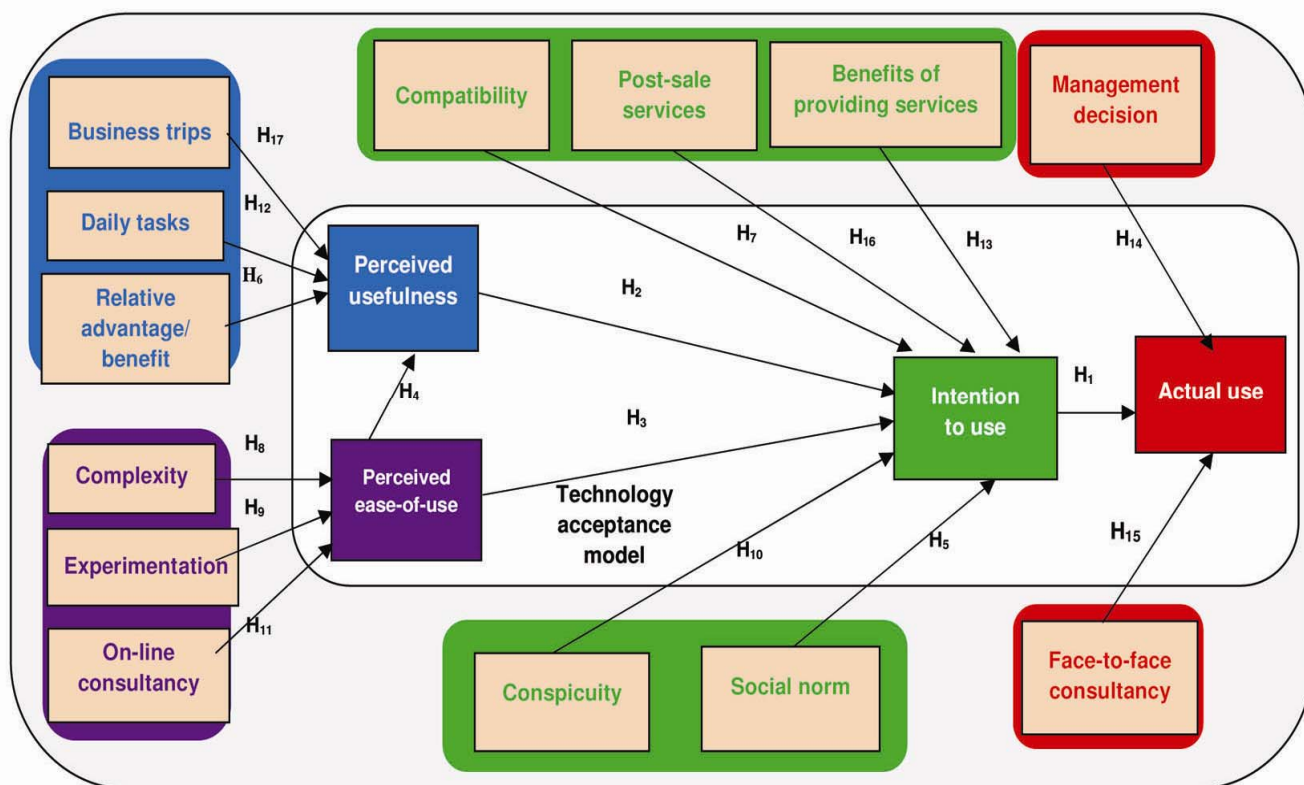 Compatibility
Post-sale
services
Benefits of
providing services
Management
decision
Business trips
H17
Daily tasks
H12
Relative
advantage/
benefit
H6
Perceived
usefulness
H7
H16
H13
H14
H2
H4
H3
Intention
to use
H1
Actual use
Complexity
H8
Perceived
ease-of-use
H9
Experimentation
Technology
acceptance
model
H10
H5
H15
H11
On-line
consultancy
Conspicuity
Social norm
Face-to-face
consultancy